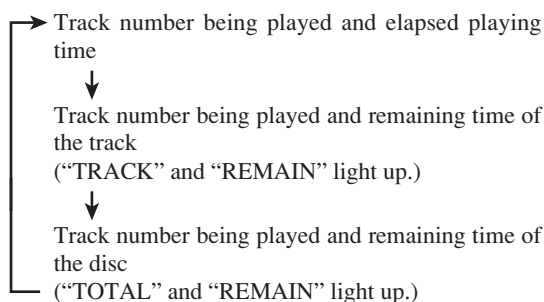 Track number being played and elapsed playing
time
Track number being played and remaining time of
the track
(“TRACK” and “REMAIN” light up.)
Track number being played and remaining time of
the disc
(“TOTAL” and “REMAIN” light up.)